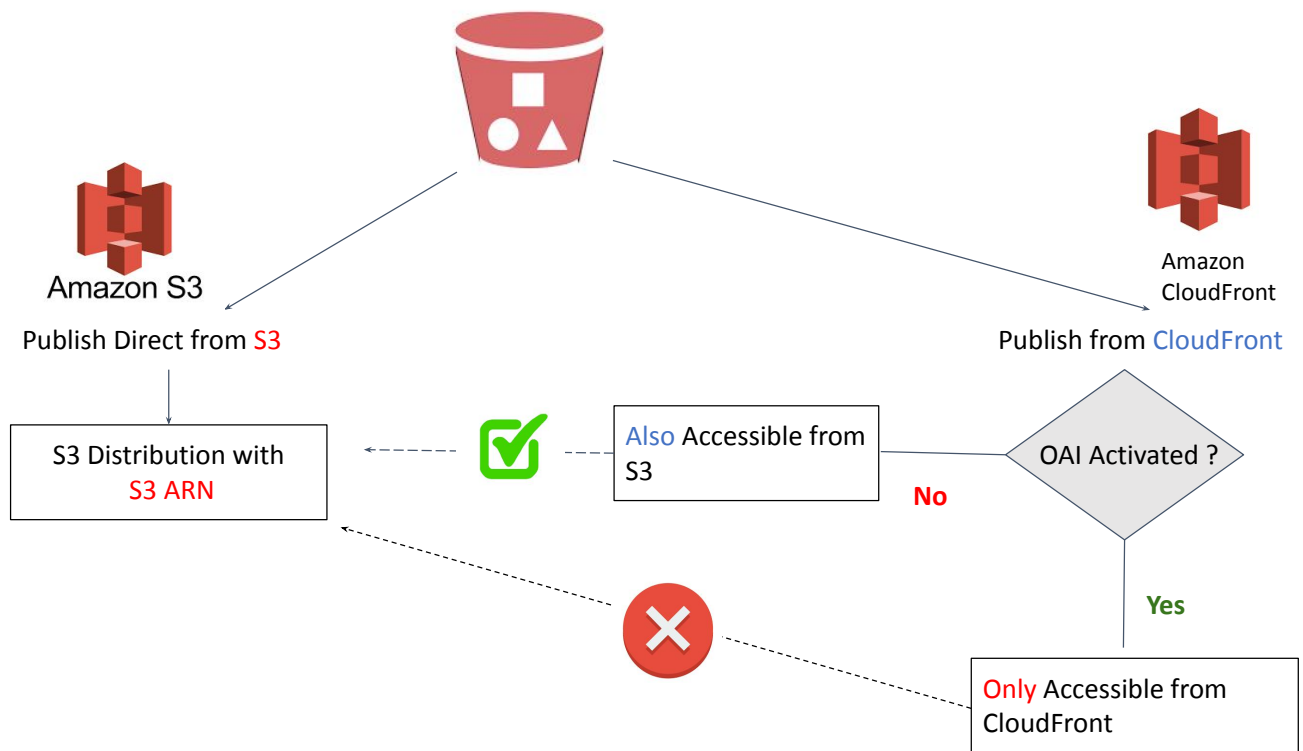 Amazon S3
Amazon
CloudFront
Publish Direct from S3
Publish from CloudFront
S3 Distribution with
S3 ARN
Also Accessible from
S3
OAI Activated ?
No
Yes
Only Accessible from
CloudFront